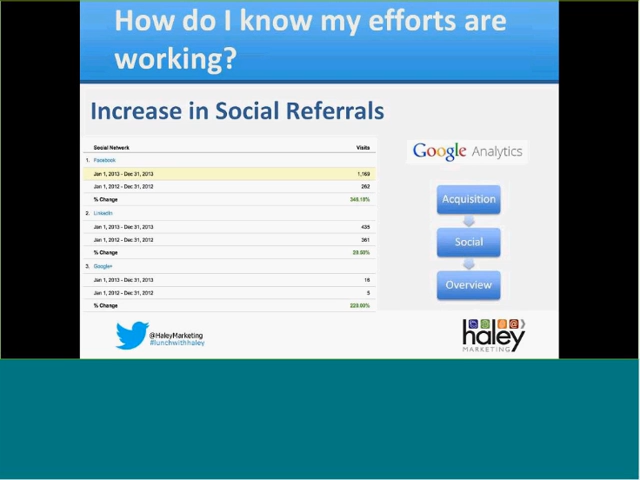 How do I know my efforts are
working?
Increase in Social Referrals
Social Network Visits
1. Facebook
Jan 1, 2013 - Dec 31, 2013 1,169
Jan 1, 2012 - Dec 31, 2012 262
% Change 346.18%
2. LinkedIn
Jan 1, 2013 - Dec 31, 2013 435
Jan 1, 2012 - Dec 31, 2012 361
% Change
3. Google+
Jan 1, 2013 - Dec 31, 2013 16
Jan 1, 2012 - Dec 31, 2012 5
% Change 220.00%
Google Analytics
Acquisition
Social
Overview
@HaleyMarketing
#lunchwithhaley
haley
MARKETING